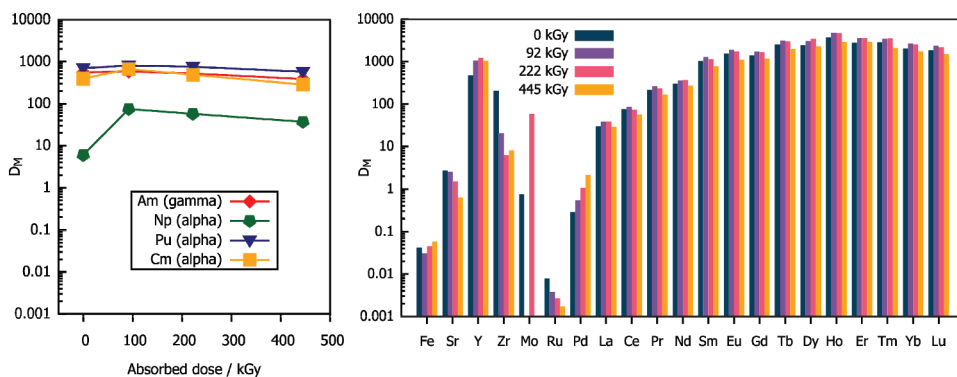 10000
1000
100
10
1
0.1
0.01
0.001
D_M
0 100 200 300 400 500
Absorbed dose / kGy
Am (gamma)
Np (alpha)
Pu (alpha)
Cm (alpha)
10000
1000
100
10
1
0.1
0.01
0.001
D_M
0 kGy
92 kGy
222 kGy
445 kGy
Fe Sr Y Zr Mo Ru Pd La Ce Pr Nd Sm Eu Gd Tb Dy Ho Er Tm Yb Lu